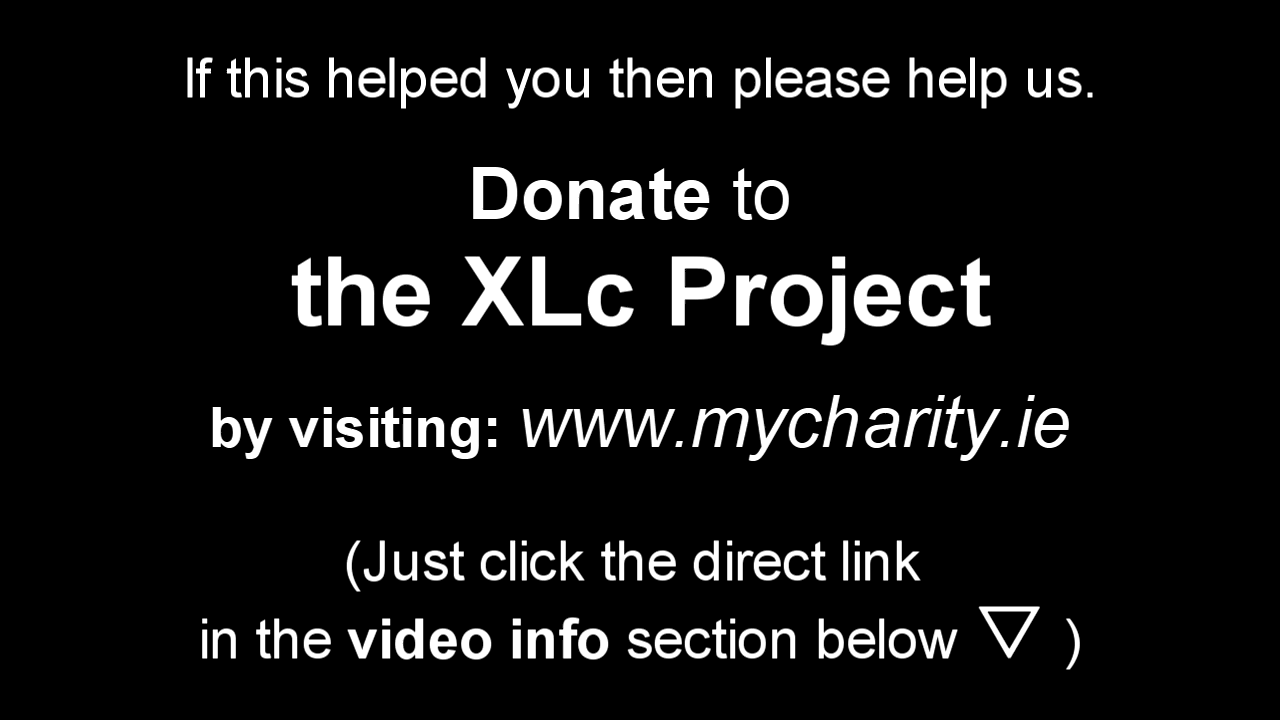 If this helped you then please help us.
Donate to
the XLc Project
by visiting: www.mycharity.ie
(Just click the direct link
in the video info section below ▽ )